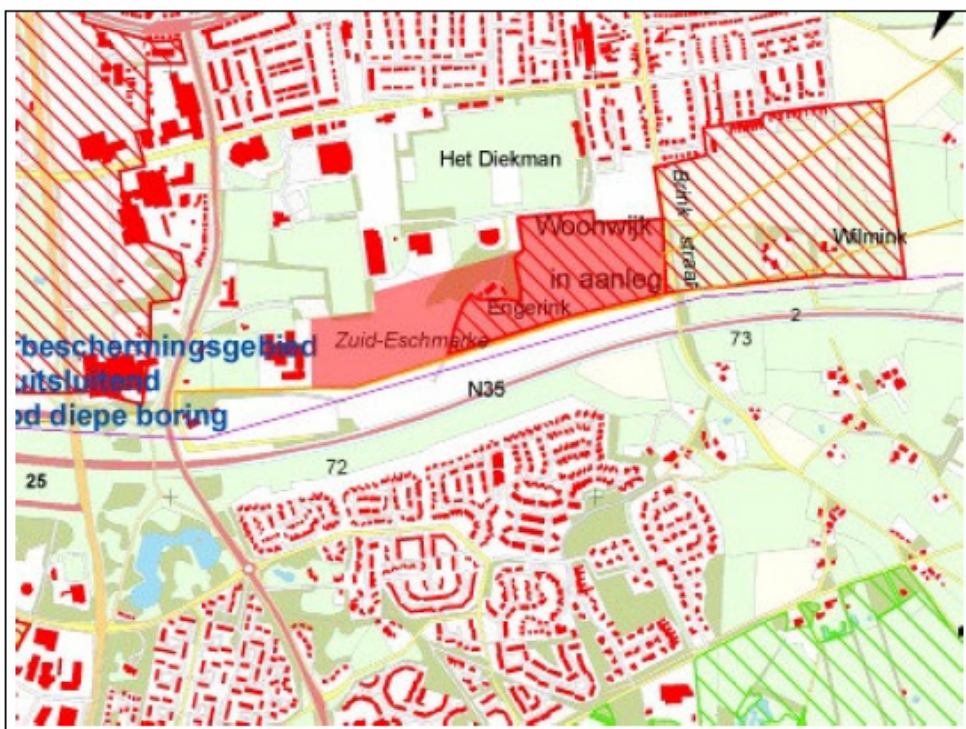 Het Diekman
Brink straat
Woonwijk
in aanleg
Wilmink
Engerink
Zuid-Eschmarke
rbeschermingsgebied
uitsluitend
od diepe boring
2
73
N35
72
25